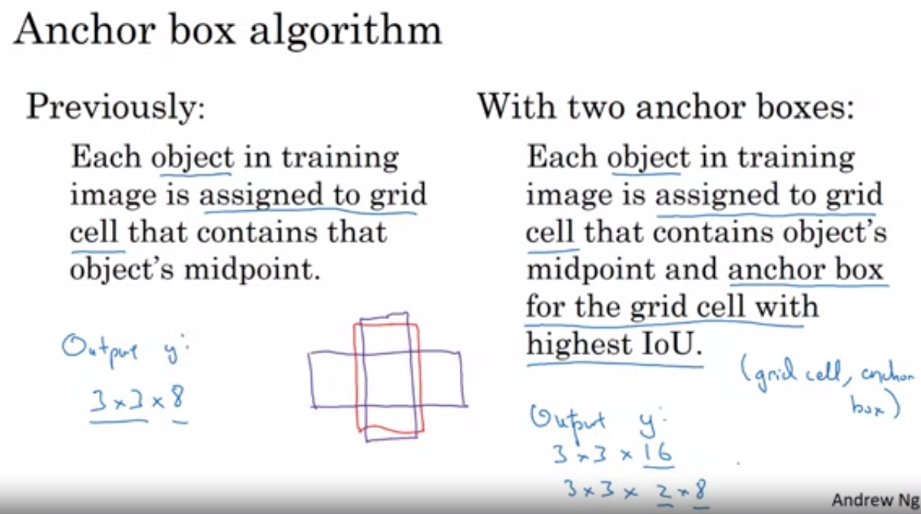 Anchor box algorithm
Previously:
Each object in training
image is assigned to grid
cell that contains that
object's midpoint.
Output y:
3×3×8
With two anchor boxes:
Each object in training
image is assigned to grid
cell that contains object's
midpoint and anchor box
for the grid cell with
highest IoU.
(grid cell, anchor
box)
Output y:
3×3×16
3×3×2×8
Andrew Ng